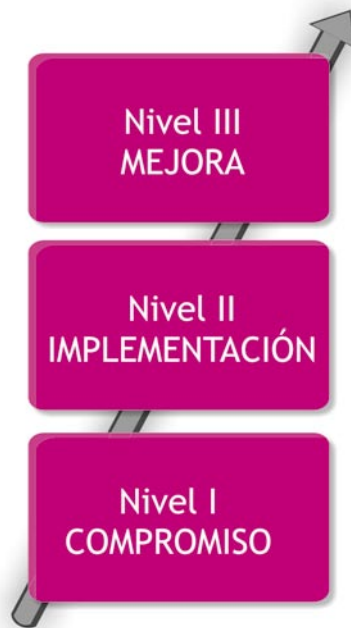 Nivel III
MEJORA
Nivel II
IMPLEMENTACIÓN
Nivel I
COMPROMISO